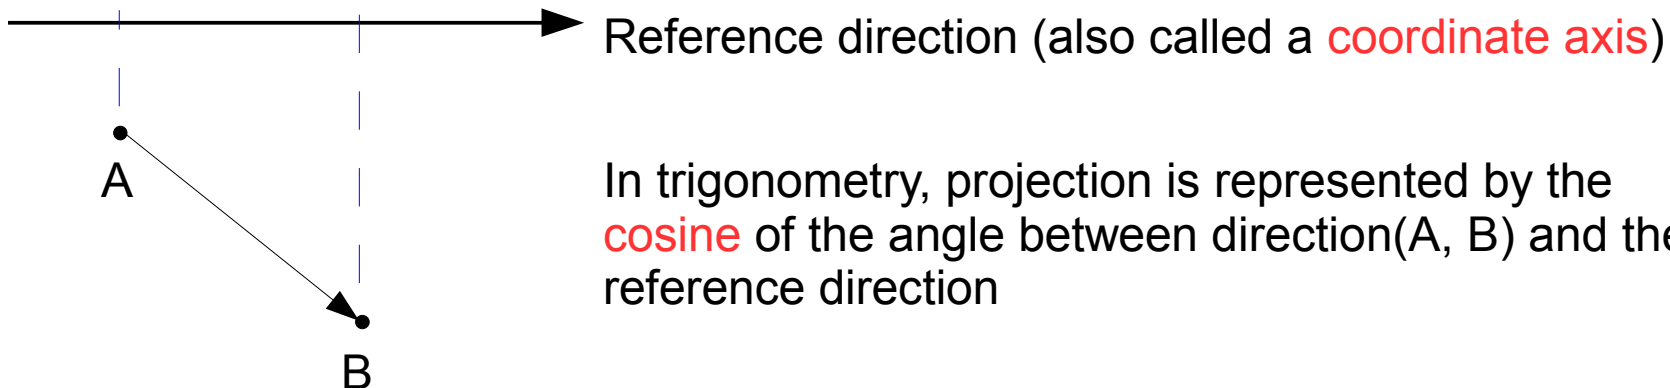 Reference direction (also called a coordinate axis)
A
In trigonometry, projection is represented by the
cosine of the angle between direction(A, B) and the
reference direction
B